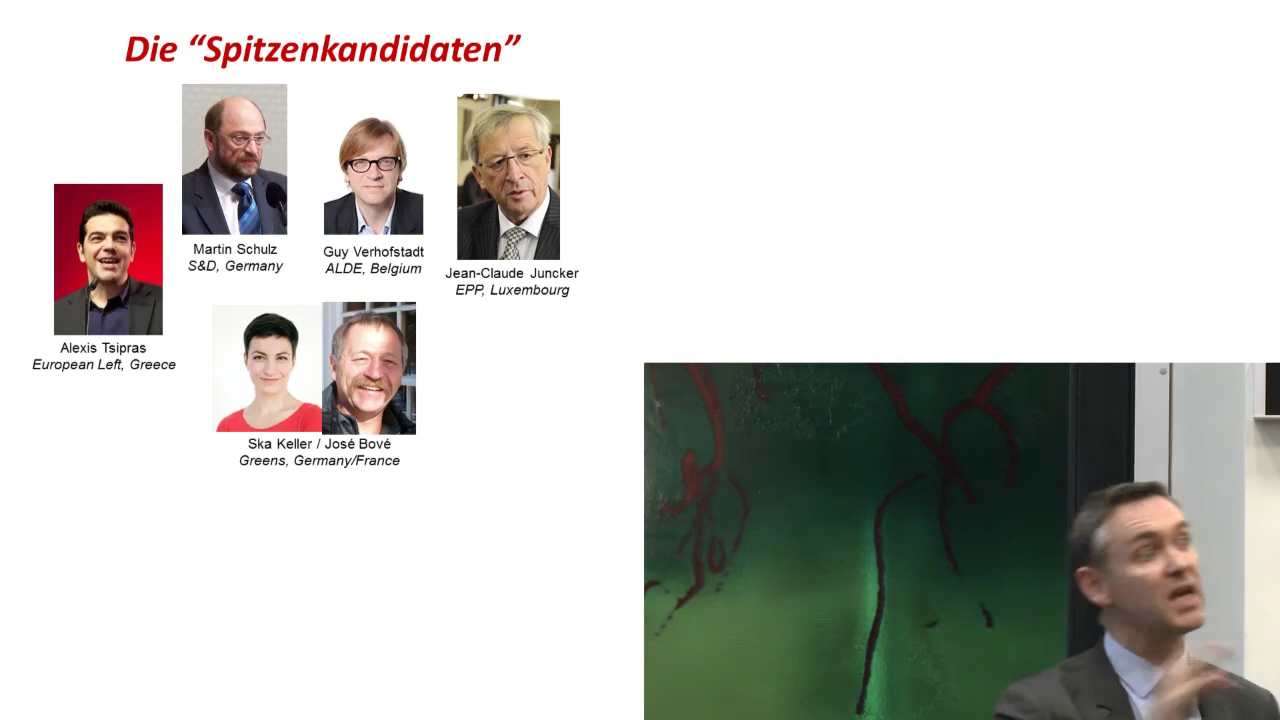 Die “Spitzenkandidaten”
Martin Schulz
S&D, Germany
Guy Verhofstadt
ALDE, Belgium
Jean-Claude Juncker
EPP, Luxembourg
Alexis Tsipras
European Left, Greece
Ska Keller / José Bové
Greens, Germany/France